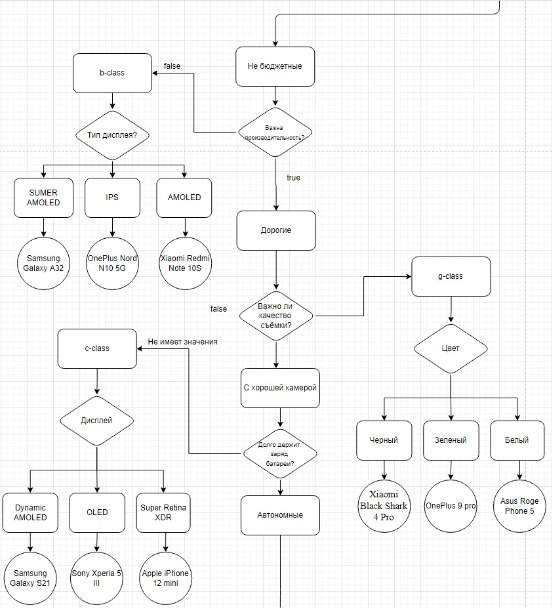 Не бюджетные
false
b-class
Важна
производительность?
Тип дисплея?
true
SUMER
AMOLED
IPS
AMOLED
Дорогие
Samsung
Galaxy A32
OnePlus Nord
N10 5G
Xiaomi Redmi
Note 10S
g-class
false
Важно ли
качество
съёмки?
Не имеет значения
c-class
Цвет
С хорошей камерой
Дисплей
Долго держит
заряд
батареи?
Черный
Зеленый
Белый
Dynamic
AMOLED
OLED
Super Retina
XDR
Автономные
Xiaomi
Black Shark
4 Pro
OnePlus 9 pro
Asus Roge
Phone 5
Samsung
Galaxy S21
Sony Xperia 5
III
Apple iPhone
12 mini